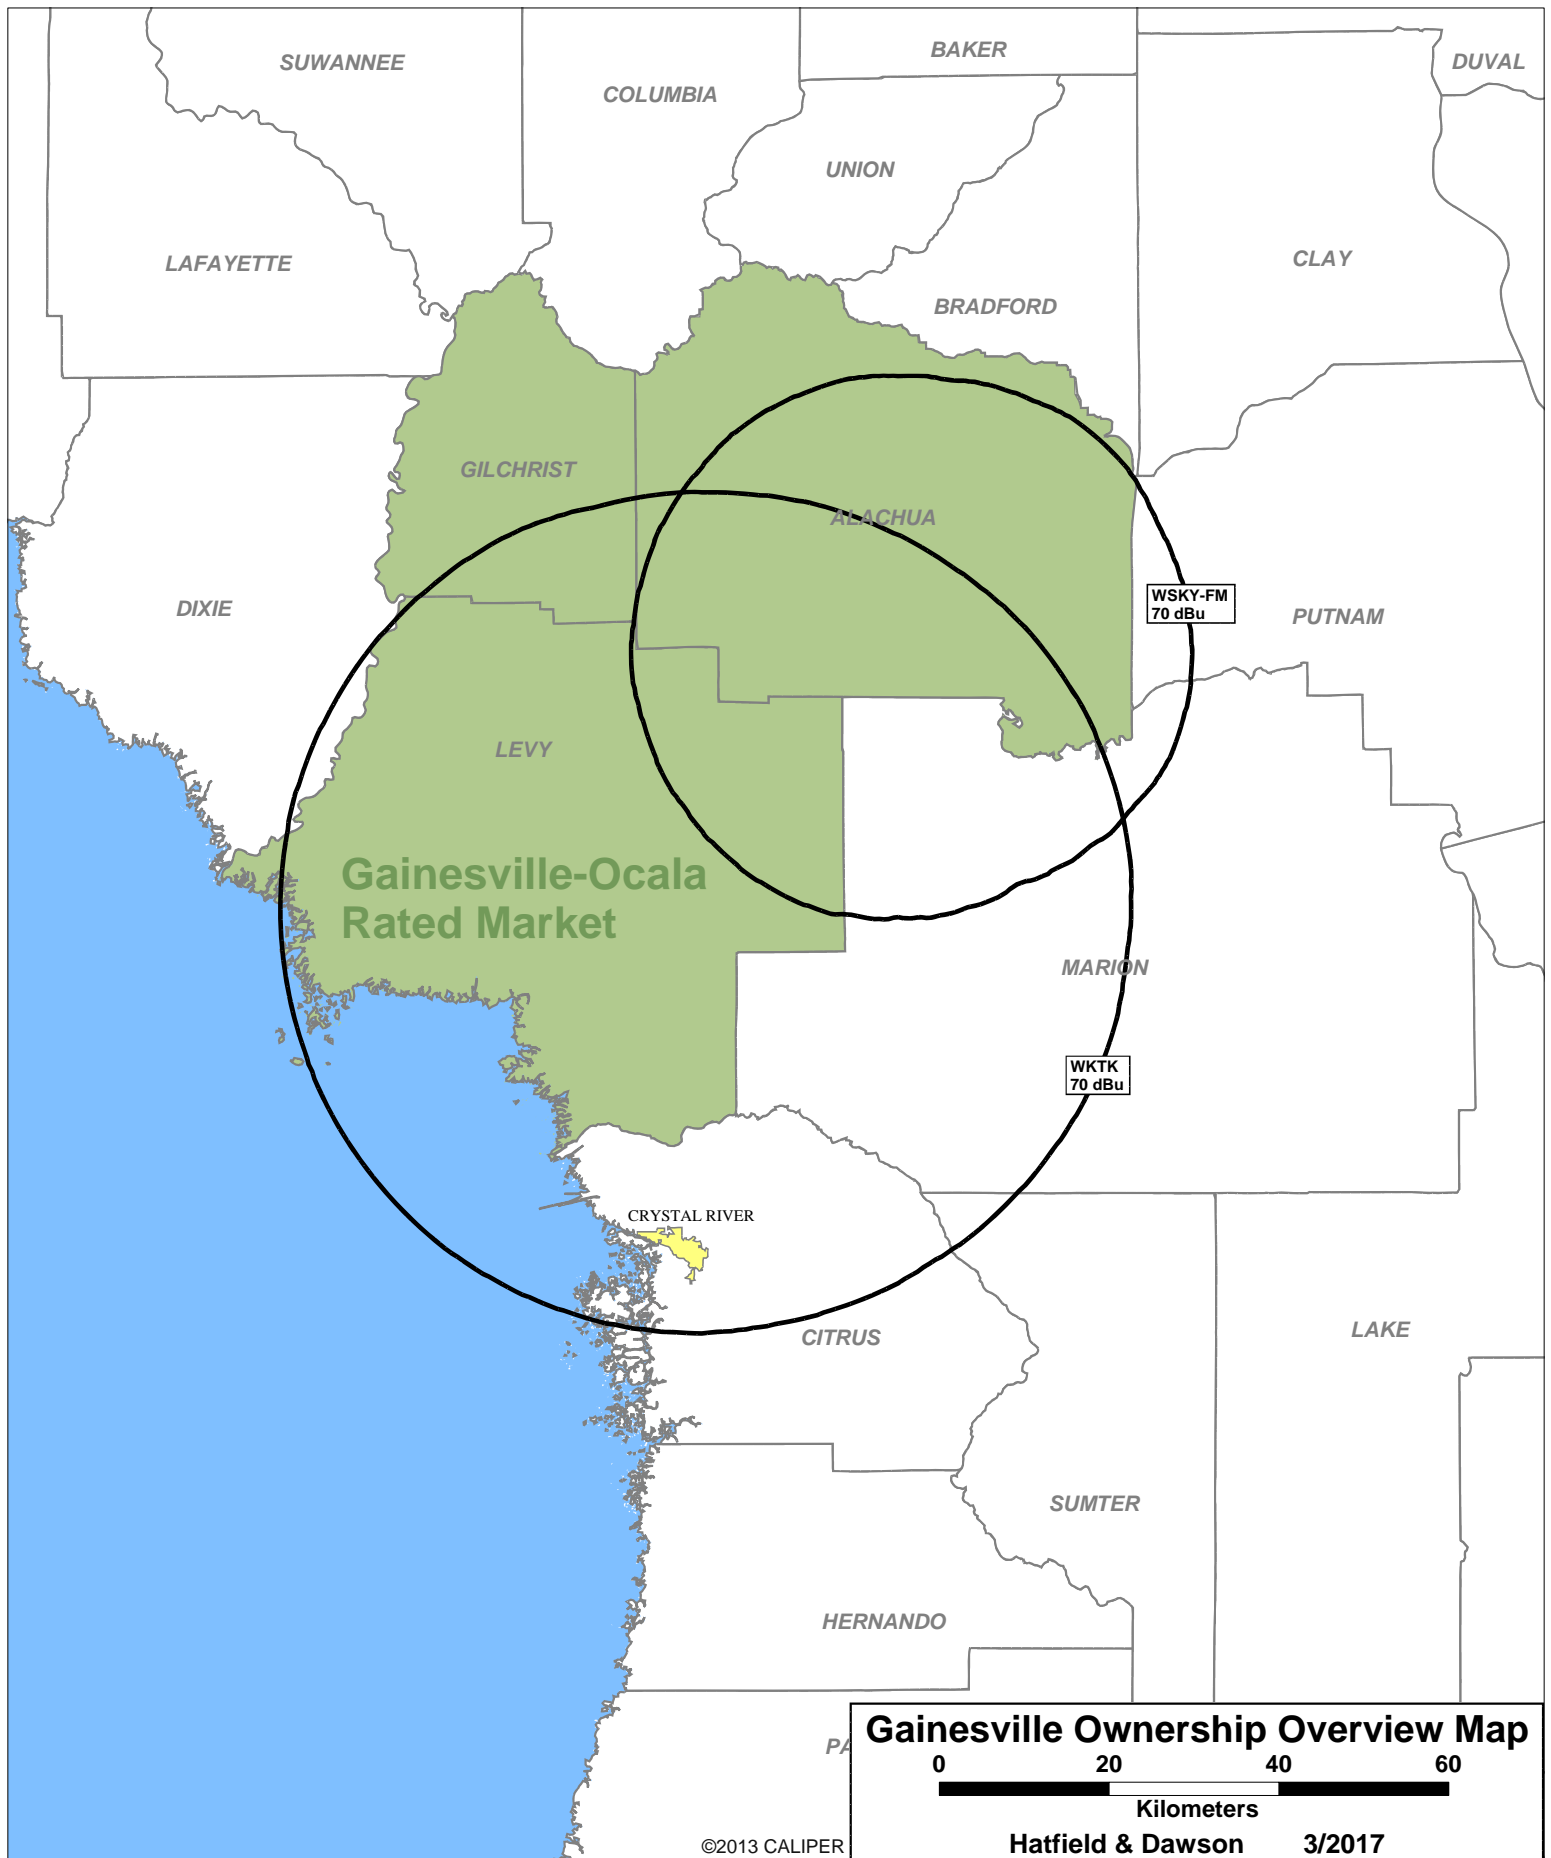 BAKER
SUWANNEE
DUVAL
COLUMBIA
UNION
CLAY
LAFAYETTE
BRADFORD
GILCHRIST
ALACHUA
WSKY-FM
70 dBu
DIXIE
PUTNAM
LEVY
Gainesville-Ocala
Rated Market
MARION
WKTK
70 dBu
CRYSTAL RIVER
CITRUS
LAKE
SUMTER
HERNANDO
PA
Gainesville Ownership Overview Map
0 20 40 60
Kilometers
Hatfield & Dawson 3/2017
©2013 CALIPER